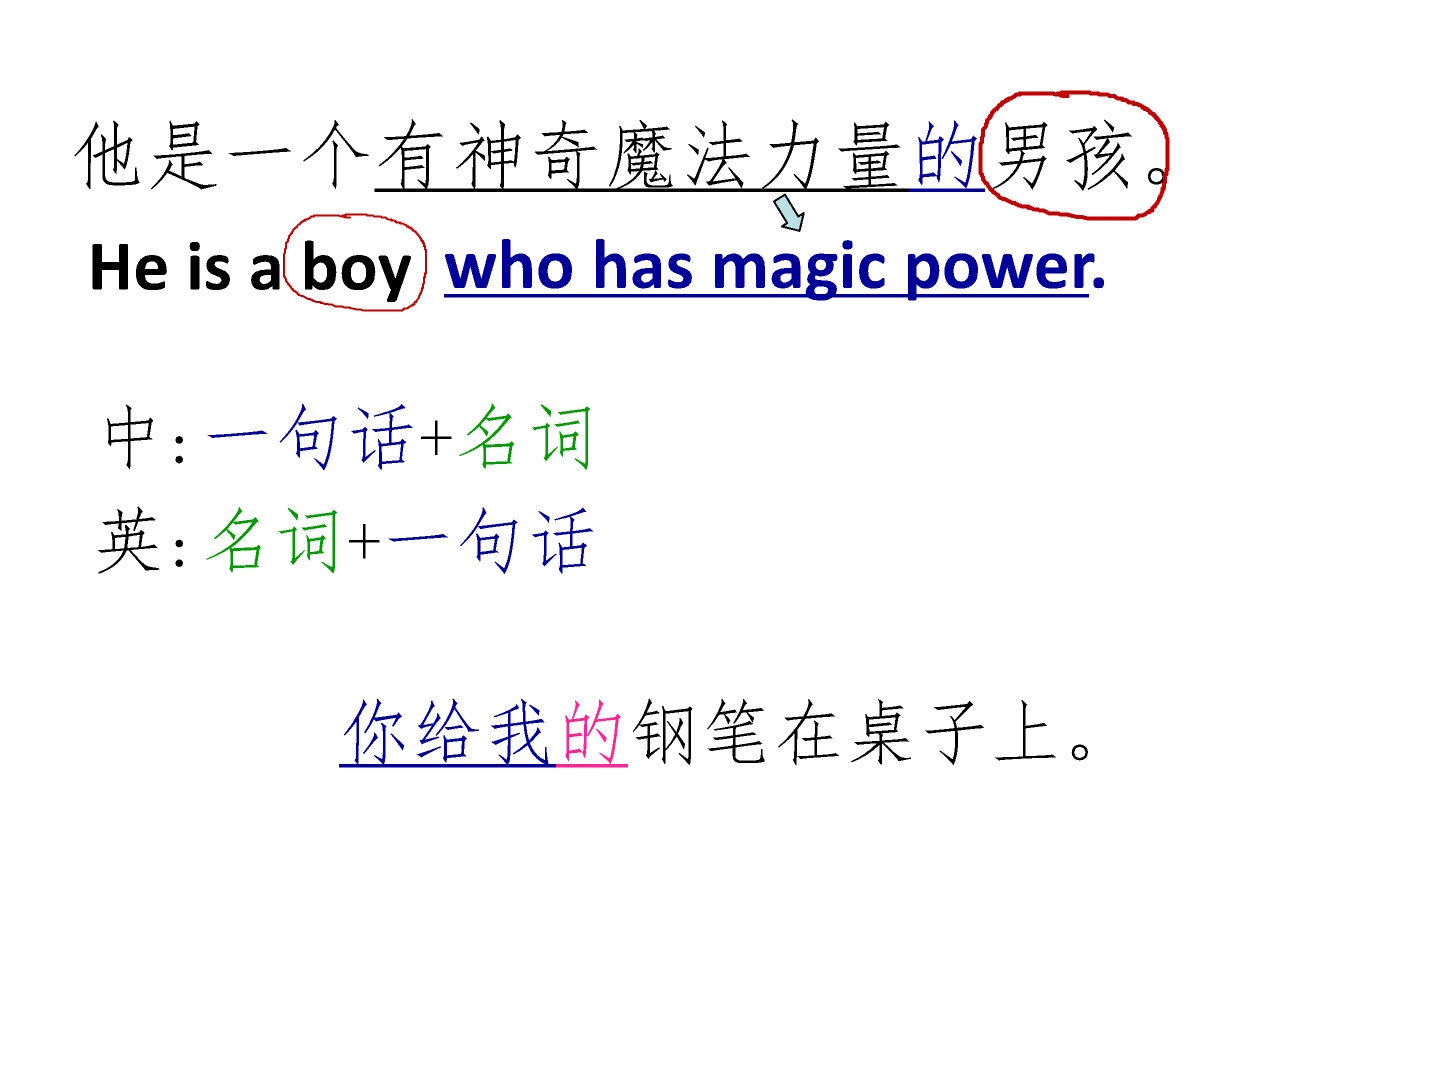 他是一个有神奇魔法力量的男孩。
He is a boy who has magic power.
中:一句话+名词
英:名词+一句话
你给我的钢笔在桌子上。